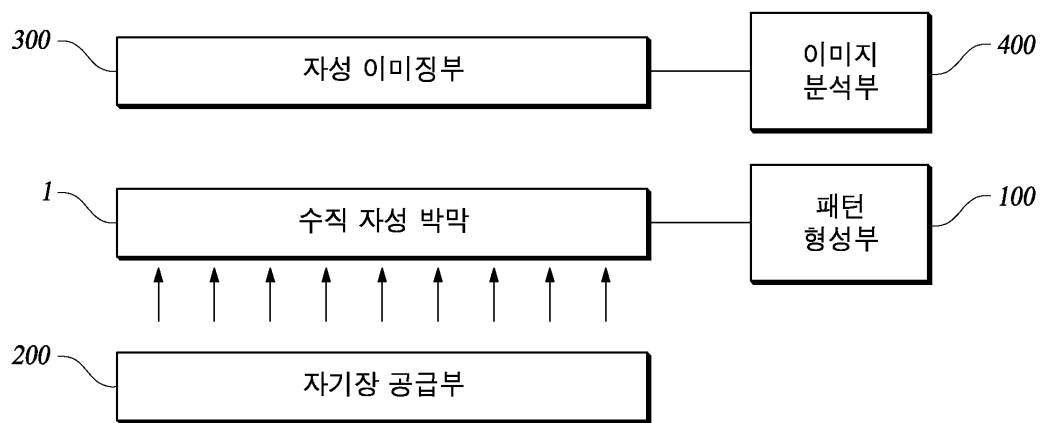 300
자성 이미징부
이미지
분석부
400
1
수직 자성 박막
패턴
형성부
100
200
자기장 공급부